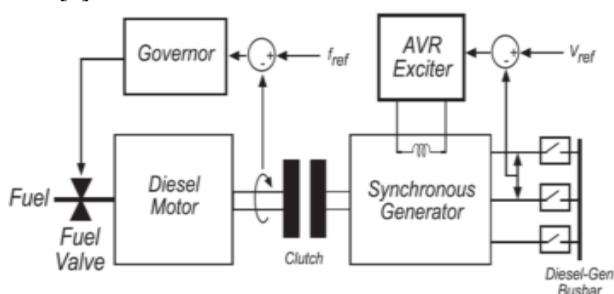 Governor
+
-
f_ref
AVR
Exciter
+
-
V_ref
Fuel
Fuel
Valve
Diesel
Motor
Clutch
Synchronous
Generator
Diesel-Gen
Busbar